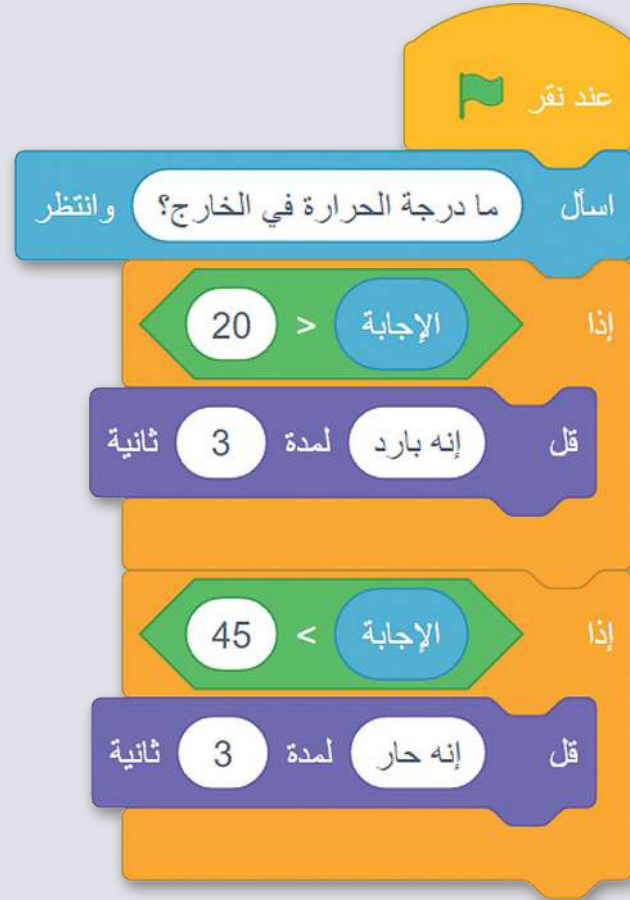 عند نقر
اسأل ما درجة الحرارة في الخارج؟ وانتظر
إذا الإجابة < 20
قل إنه بارد لمدة 3 ثانية
إذا الإجابة > 45
قل إنه حار لمدة 3 ثانية